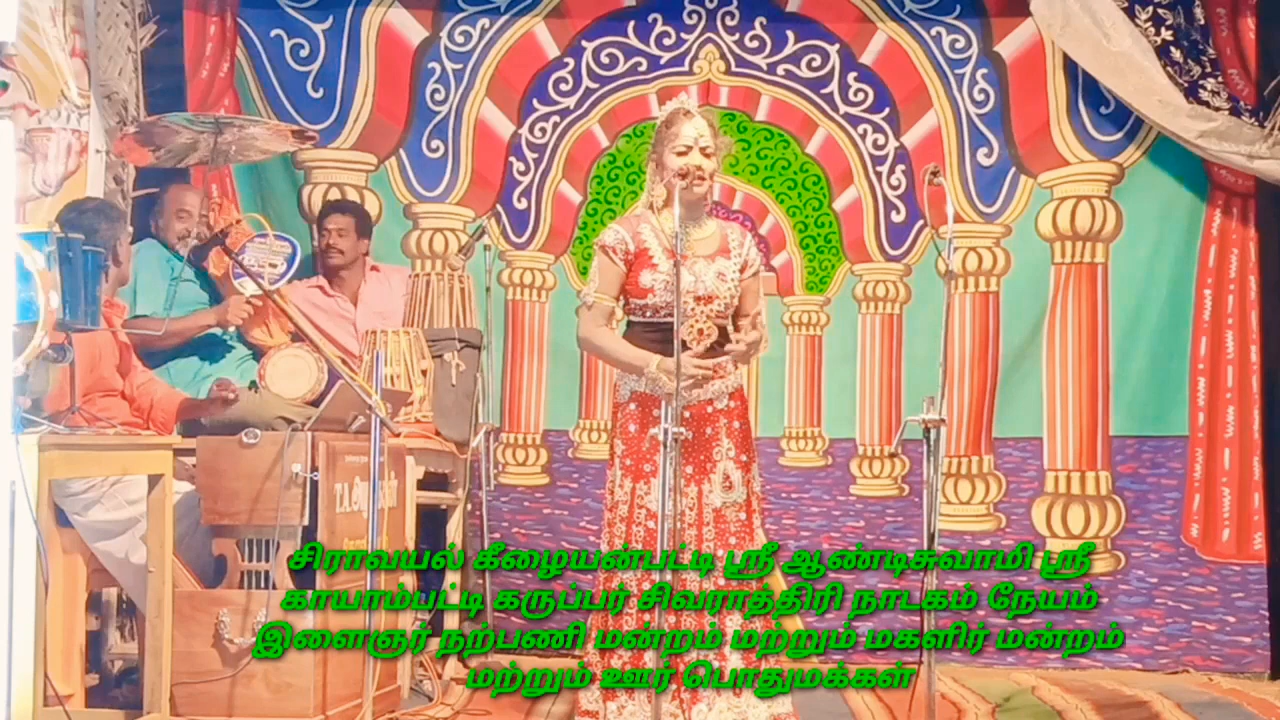 T.A.
சிராவயல் கீழையன்பட்டி ஸ்ரீ ஆண்டிசுவாமி ஸ்ரீ
காயாம்பட்டி கருப்பர் சிவராத்திரி நாடகம் நேயம்
இளைஞர் நற்பணி மன்றம் மற்றும் மகளிர் மன்றம்
மற்றும் ஊர் பொதுமக்கள்